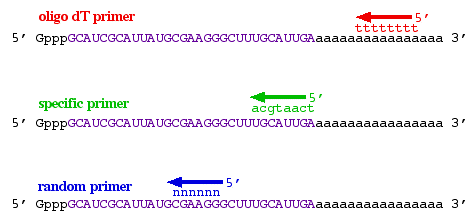 oligo dT primer
5’
tttttttt
5’ GpppGCAUCGCAUUAUGCGAAGGGCUUUGCAUUGAaaaaaaaaaaaaaaaa 3’
specific primer
5’
acgtaact
5’ GpppGCAUCGCAUUAUGCGAAGGGCUUUGCAUUGAaaaaaaaaaaaaaaaa 3’
random primer
5’
nnnnnn
5’ GpppGCAUCGCAUUAUGCGAAGGGCUUUGCAUUGAaaaaaaaaaaaaaaaa 3’